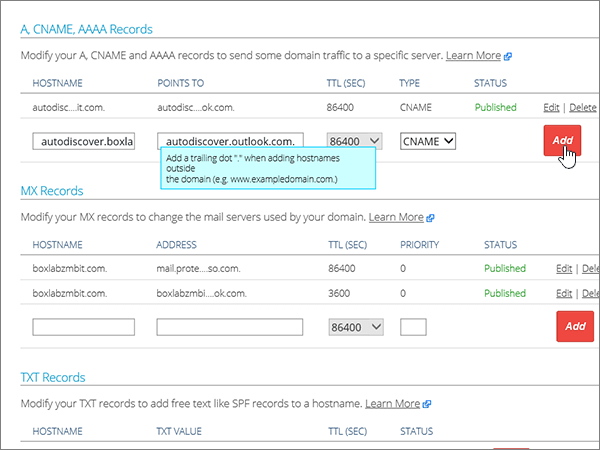 A, CNAME, AAAA Records
Modify your A, CNAME and AAAA records to send some domain traffic to a specific server. Learn More
HOSTNAME POINTS TO TTL (SEC) TYPE STATUS
autodisc....it.com. autodisc....ok.com. 86400 CNAME Published Edit | Delete
autodiscover.boxla autodiscover.outlook.com. 86400 CNAME Add
Add a trailing dot "." when adding hostnames
outside
the domain (e.g. www.exampledomain.com.)
MX Records
Modify your MX records to change the mail servers used by your domain. Learn More
HOSTNAME ADDRESS TTL (SEC) PRIORITY STATUS
boxlabzmbit.com. mail.prote....so.com. 86400 0 Published Edit | Dele
boxlabzmbit.com. boxlabzmbi....ok.com. 3600 0 Published Edit | Dele
86400 Add
TXT Records
Modify your TXT records to add free text like SPF records to a hostname. Learn More
HOSTNAME TXT VALUE TTL (SEC) STATUS